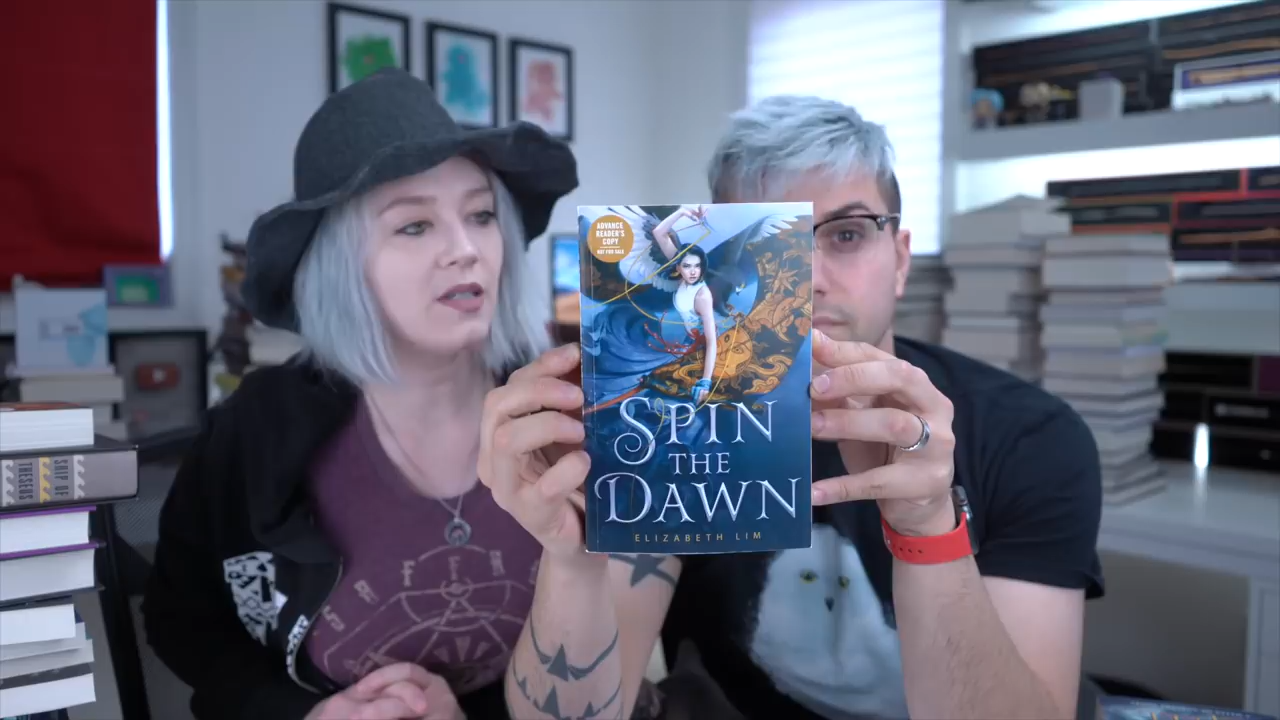 ADVANCE
READER'S
COPY
NOT FOR SALE
SPIN
THE
DAWN
ELIZABETH LIM
SHIP OF
THESEUS